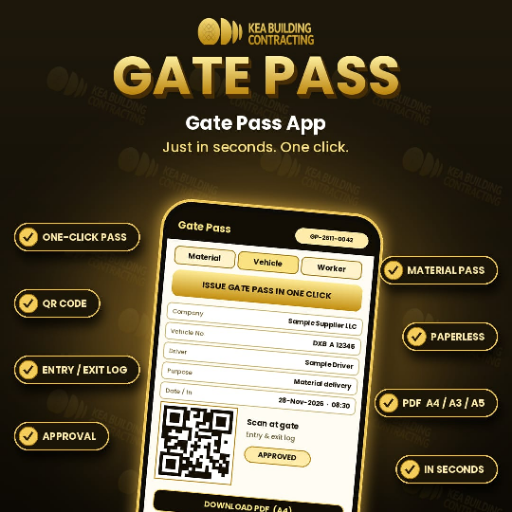 KEA BUILDING
CONTRACTING
GATE PASS
Gate Pass App
Just in seconds. One click.
ONE-CLICK PASS
QR CODE
ENTRY / EXIT LOG
APPROVAL
Gate Pass
GP-2511-0042
Material
Vehicle
Worker
ISSUE GATE PASS IN ONE CLICK
Company
Sample Supplier LLC
Vehicle No
DXB A 12345
Driver
Sample Driver
Purpose
Material delivery
Date / In
28-Nov-2025 · 08:30
Scan at gate
Entry & exit log
APPROVED
DOWNLOAD PDF (A4)
MATERIAL PASS
PAPERLESS
PDF A4 / A3 / A5
IN SECONDS